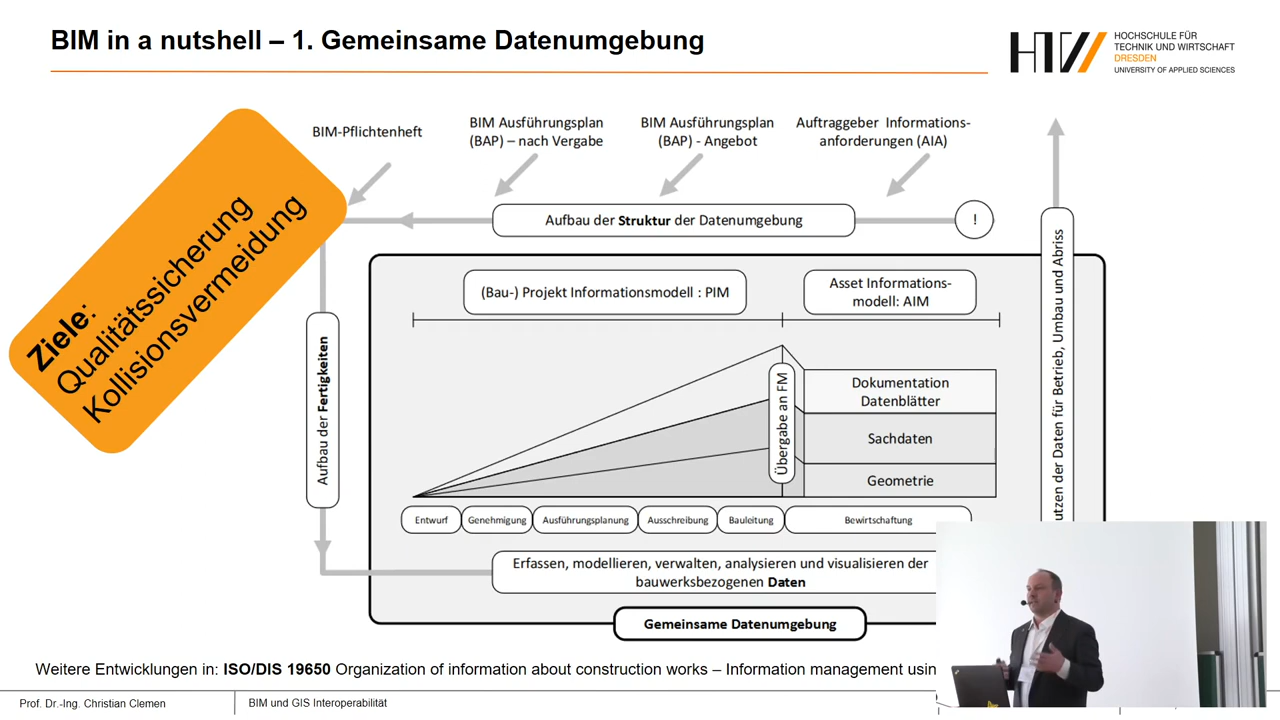 BIM in a nutshell – 1. Gemeinsame Datenumgebung
HTW
HOCHSCHULE FÜR
TECHNIK UND WIRTSCHAFT
DRESDEN
UNIVERSITY OF APPLIED SCIENCES
BIM-Pflichtenheft
BIM Ausführungsplan
(BAP) – nach Vergabe
BIM Ausführungsplan
(BAP) - Angebot
Auftraggeber Informations-
anforderungen (AIA)
Ziele:
Qualitätssicherung
Kollisionsvermeidung
Aufbau der Struktur der Datenumgebung
!
(Bau-) Projekt Informationsmodell : PIM
Asset Informations-
modell: AIM
Aufbau der Fertigkeiten
Übergabe an FM
Dokumentation
Datenblätter
Sachdaten
Geometrie
utzen der Daten für Betrieb, Umbau und Abriss
Entwurf
Genehmigung
Ausführungsplanung
Ausschreibung
Bauleitung
Bewirtschaftung
Erfassen, modellieren, verwalten, analysieren und visualisieren der
bauwerksbezogenen Daten
Gemeinsame Datenumgebung
Weitere Entwicklungen in: ISO/DIS 19650 Organization of information about construction works – Information management usin
Prof. Dr.-Ing. Christian Clemen
BIM und GIS Interoperabilität